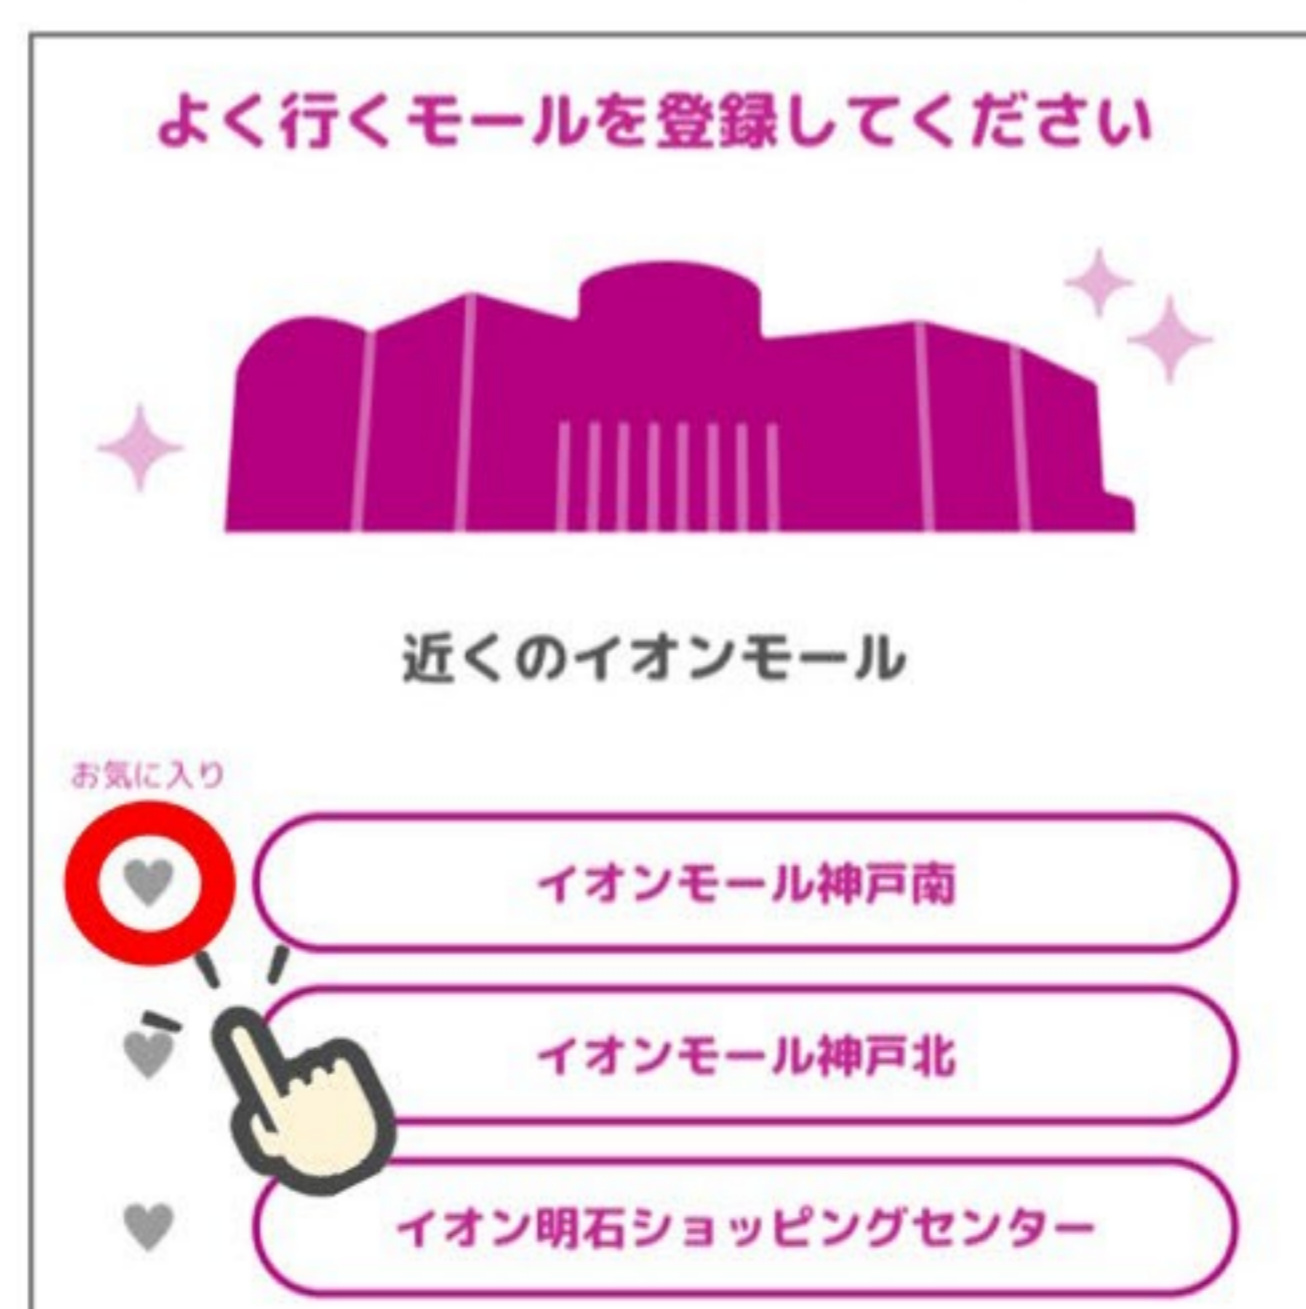 よく行くモールを登録してください
近くのイオンモール
お気に入り
イオンモール神戸南
イオンモール神戸北
イオン明石ショッピングセンター